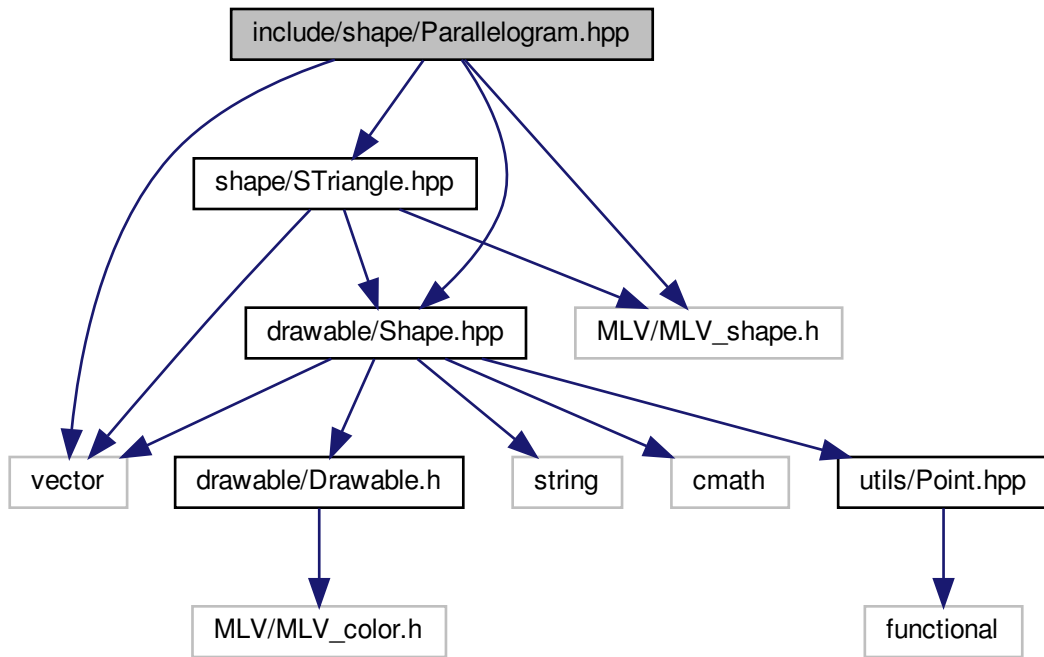 include/shape/Parallelogram.hpp
shape/STriangle.hpp
drawable/Shape.hpp
MLV/MLV_shape.h
vector
drawable/Drawable.h
string
cmath
utils/Point.hpp
MLV/MLV_color.h
functional